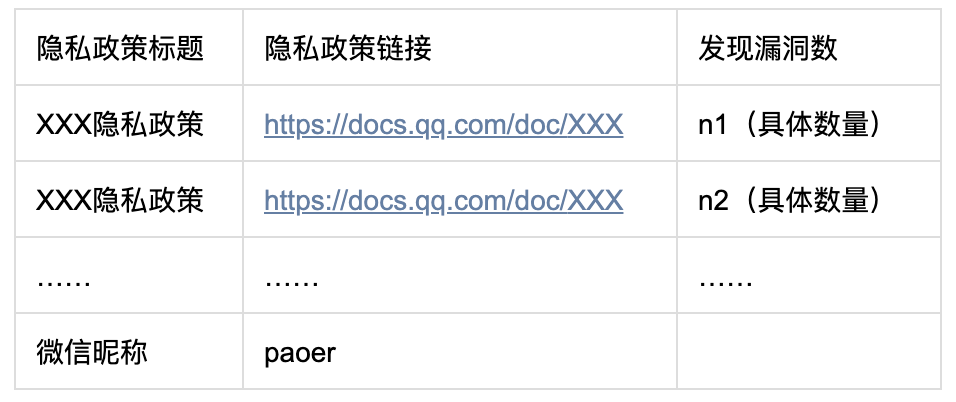 隐私政策标题 隐私政策链接 发现漏洞数
XXX隐私政策 https://docs.qq.com/doc/XXX n1（具体数量）
XXX隐私政策 https://docs.qq.com/doc/XXX n2（具体数量）
…… …… ……
微信昵称 paoer